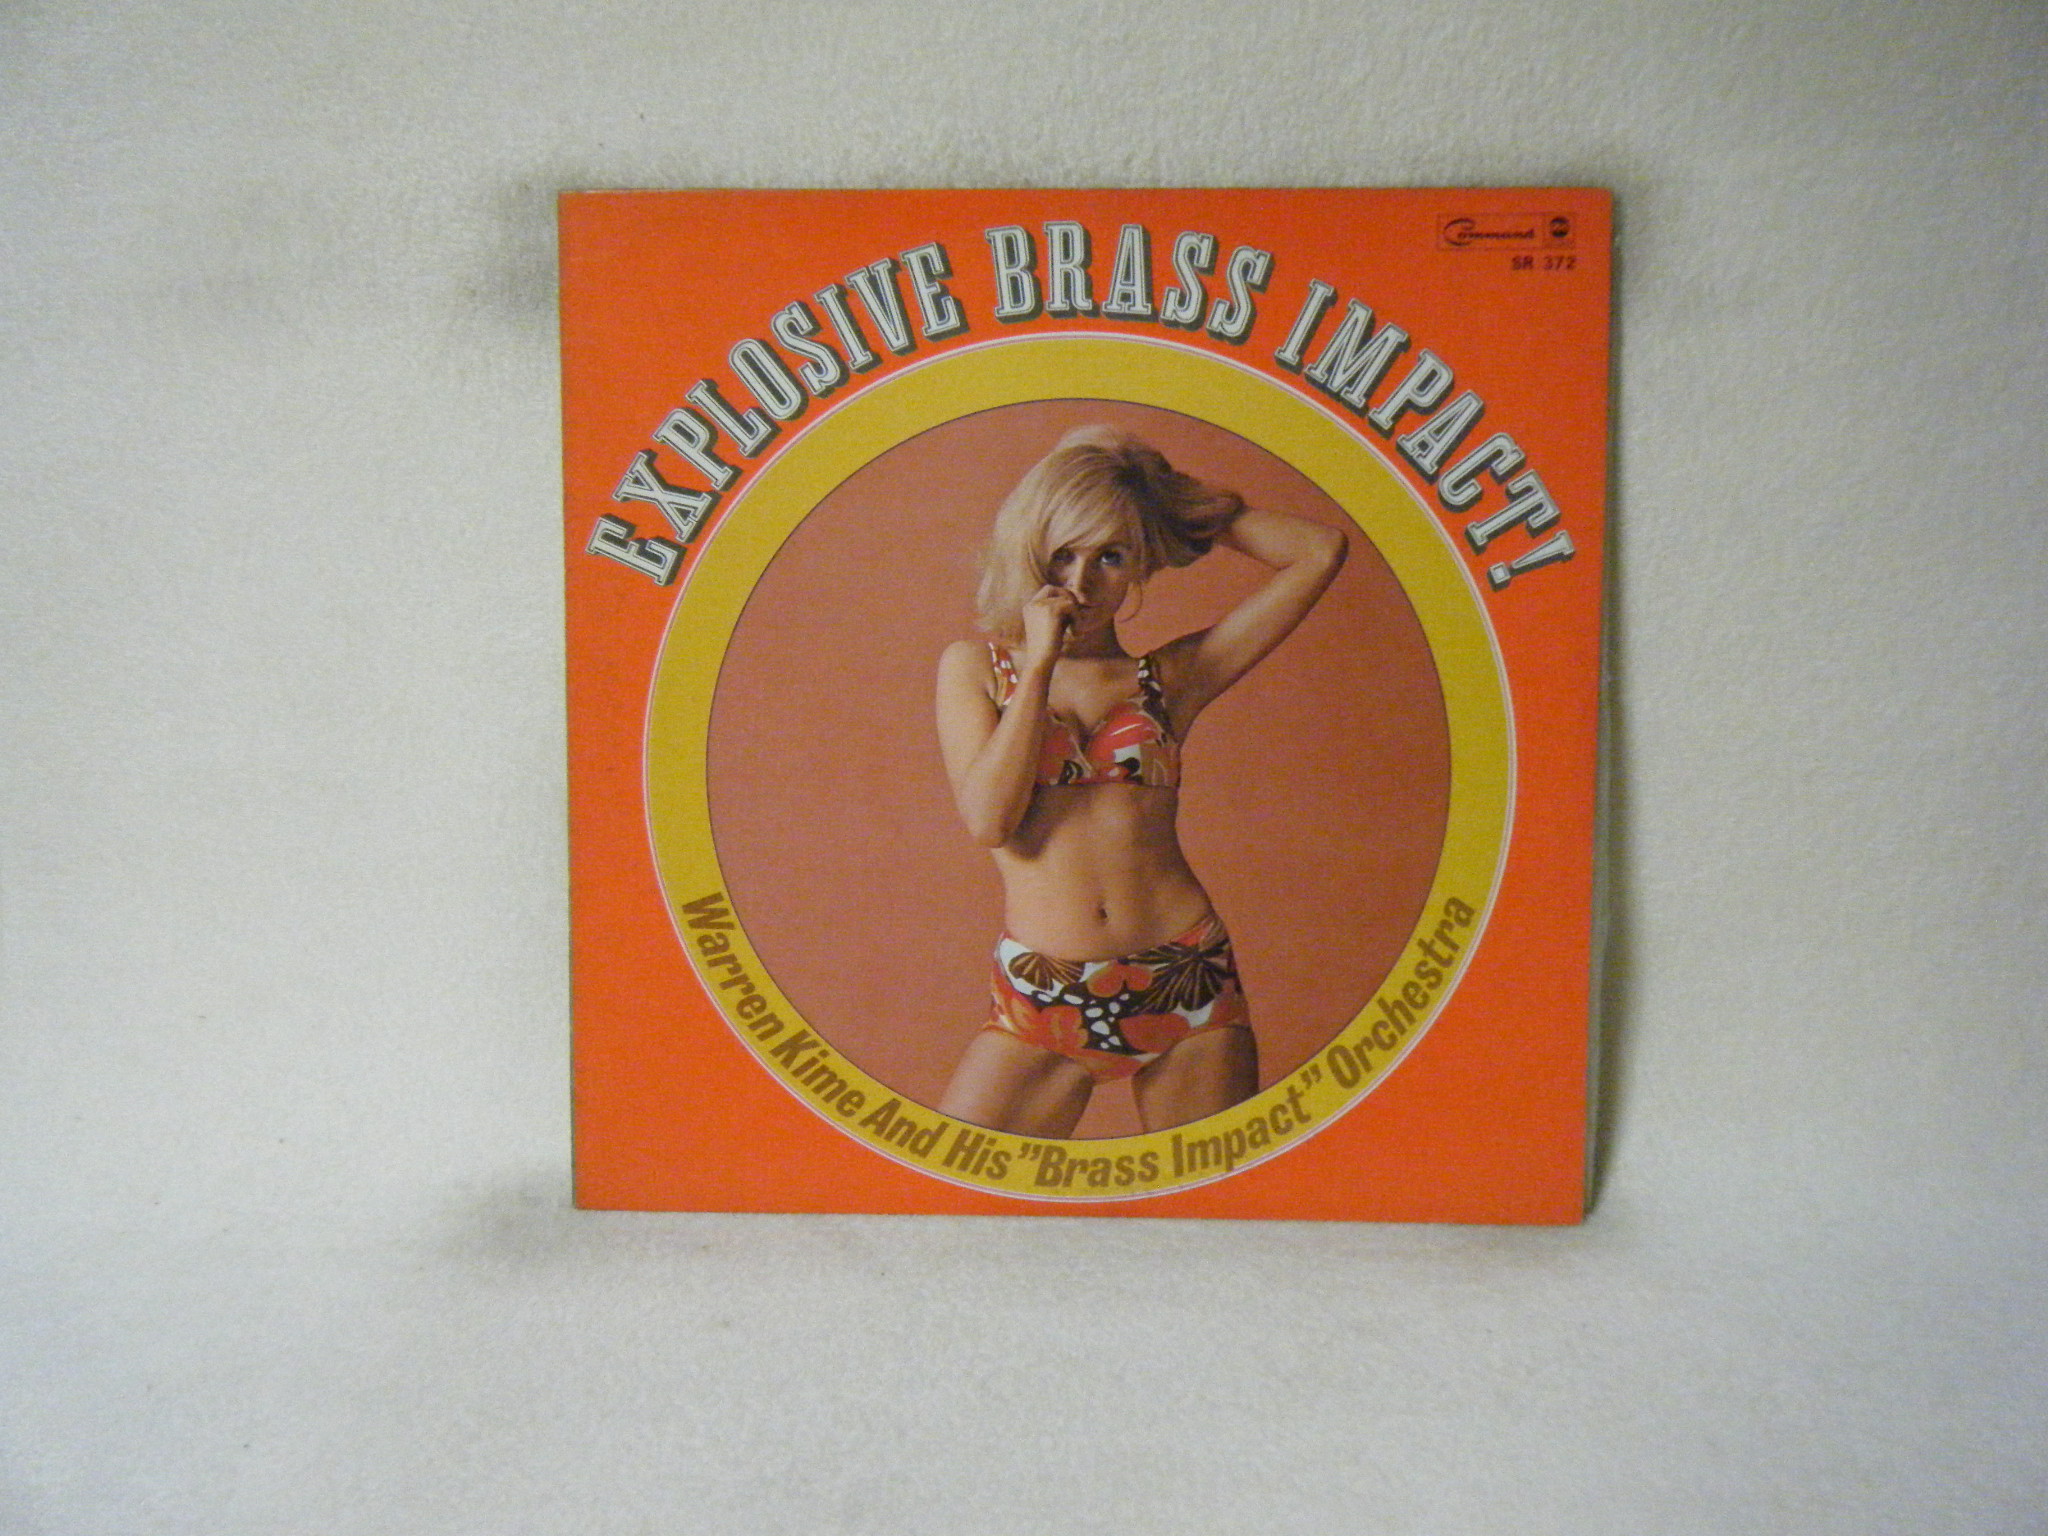 Command
SR 372
EXPLOSIVE BRASS IMPACT!
Warren Kime And His "Brass Impact" Orchestra